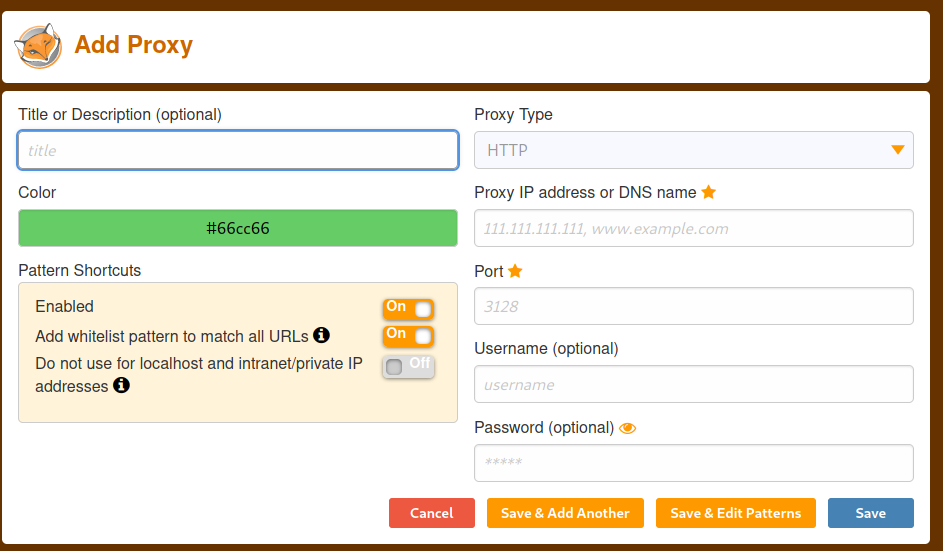 Add Proxy
Title or Description (optional)
title
Color
#66cc66
Pattern Shortcuts
Enabled
On
Add whitelist pattern to match all URLs
On
Do not use for localhost and intranet/private IP
addresses
Off
Proxy Type
HTTP
Proxy IP address or DNS name
111.111.111.111, www.example.com
Port
3128
Username (optional)
username
Password (optional)
*****
Cancel
Save & Add Another
Save & Edit Patterns
Save